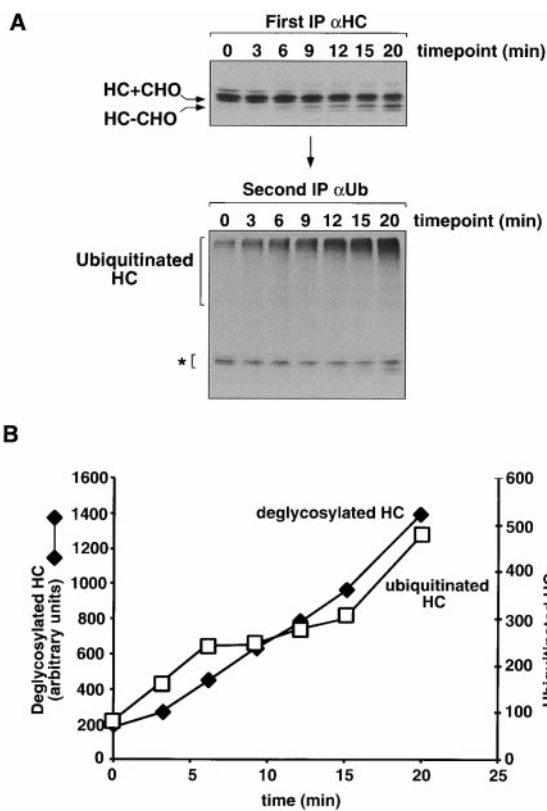 A
First IP αHC
0 3 6 9 12 15 20 timepoint (min)
HC+CHO
HC-CHO
Second IP αUb
0 3 6 9 12 15 20 timepoint (min)
Ubiquitinated
HC
*
B
1600
1400
1200
1000
800
600
400
200
0
Deglycosylated HC
(arbitrary units)
deglycosylated HC
ubiquitinated
HC
600
500
400
300
200
100
0
0 5 10 15 20 25
time (min)